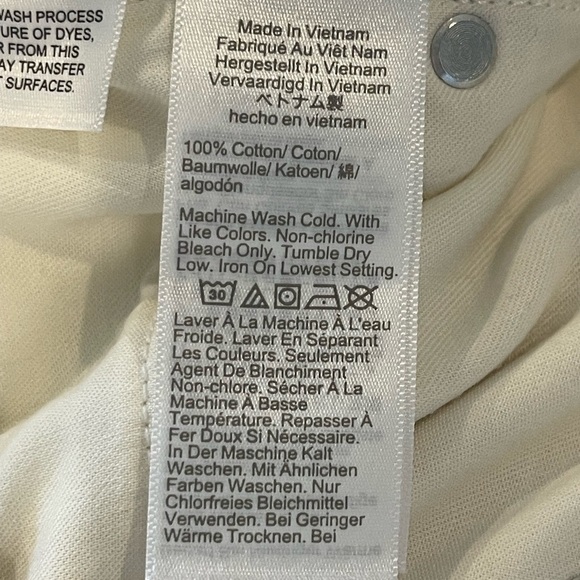 WASH PROCESS
URE OF DYES,
R FROM THIS
AY TRANSFER
SURFACES.
Made In Vietnam
Fabriqué Au Viêt Nam
Hergestellt In Vietnam
Vervaardigd In Vietnam
ベトナム製
hecho en vietnam
100% Cotton/ Coton/
Baumwolle/ Katoen/ 綿/
algodón
Machine Wash Cold. With
Like Colors. Non-chlorine
Bleach Only. Tumble Dry
Low. Iron On Lowest Setting.
30
Laver À La Machine À L'eau
Froide. Laver En Séparant
Les Couleurs. Seulement
Agent De Blanchiment
Non-chlore. Sécher À La
Machine À Basse
Température. Repasser À
Fer Doux Si Nécessaire.
In Der Maschine Kalt
Waschen. Mit Ähnlichen
Farben Waschen. Nur
Chlorfreies Bleichmittel
Verwenden. Bei Geringer
Wärme Trocknen. Bei